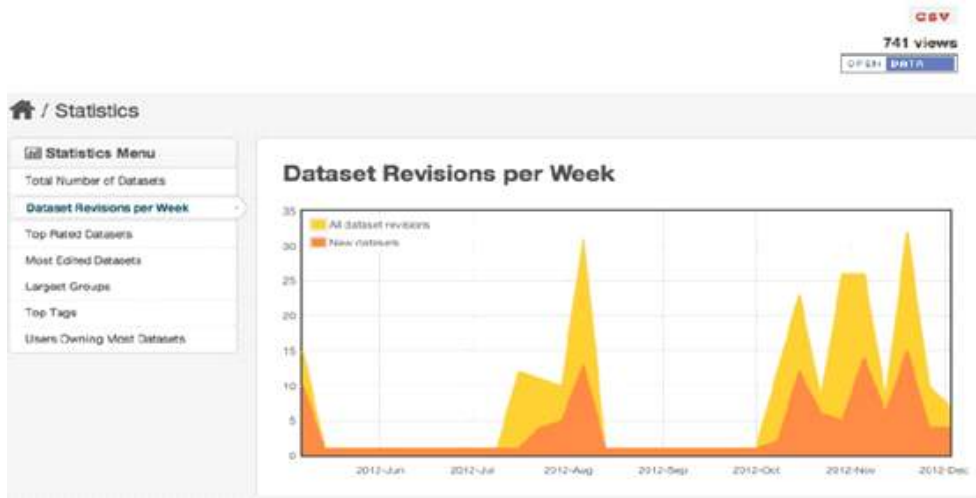 CSV
741 views
OPEN DATA
/ Statistics
Statistics Menu
Total Number of Datasets
Dataset Revisions per Week
Top Rated Datasets
Most Edited Datasets
Largest Groups
Top Tags
Users Owning Most Datasets
Dataset Revisions per Week
All dataset revisions
New datasets
35
30
25
20
15
10
5
0
2012-Jun 2012-Jul 2012-Aug 2012-Sep 2012-Oct 2012-Nov 2012-Dec